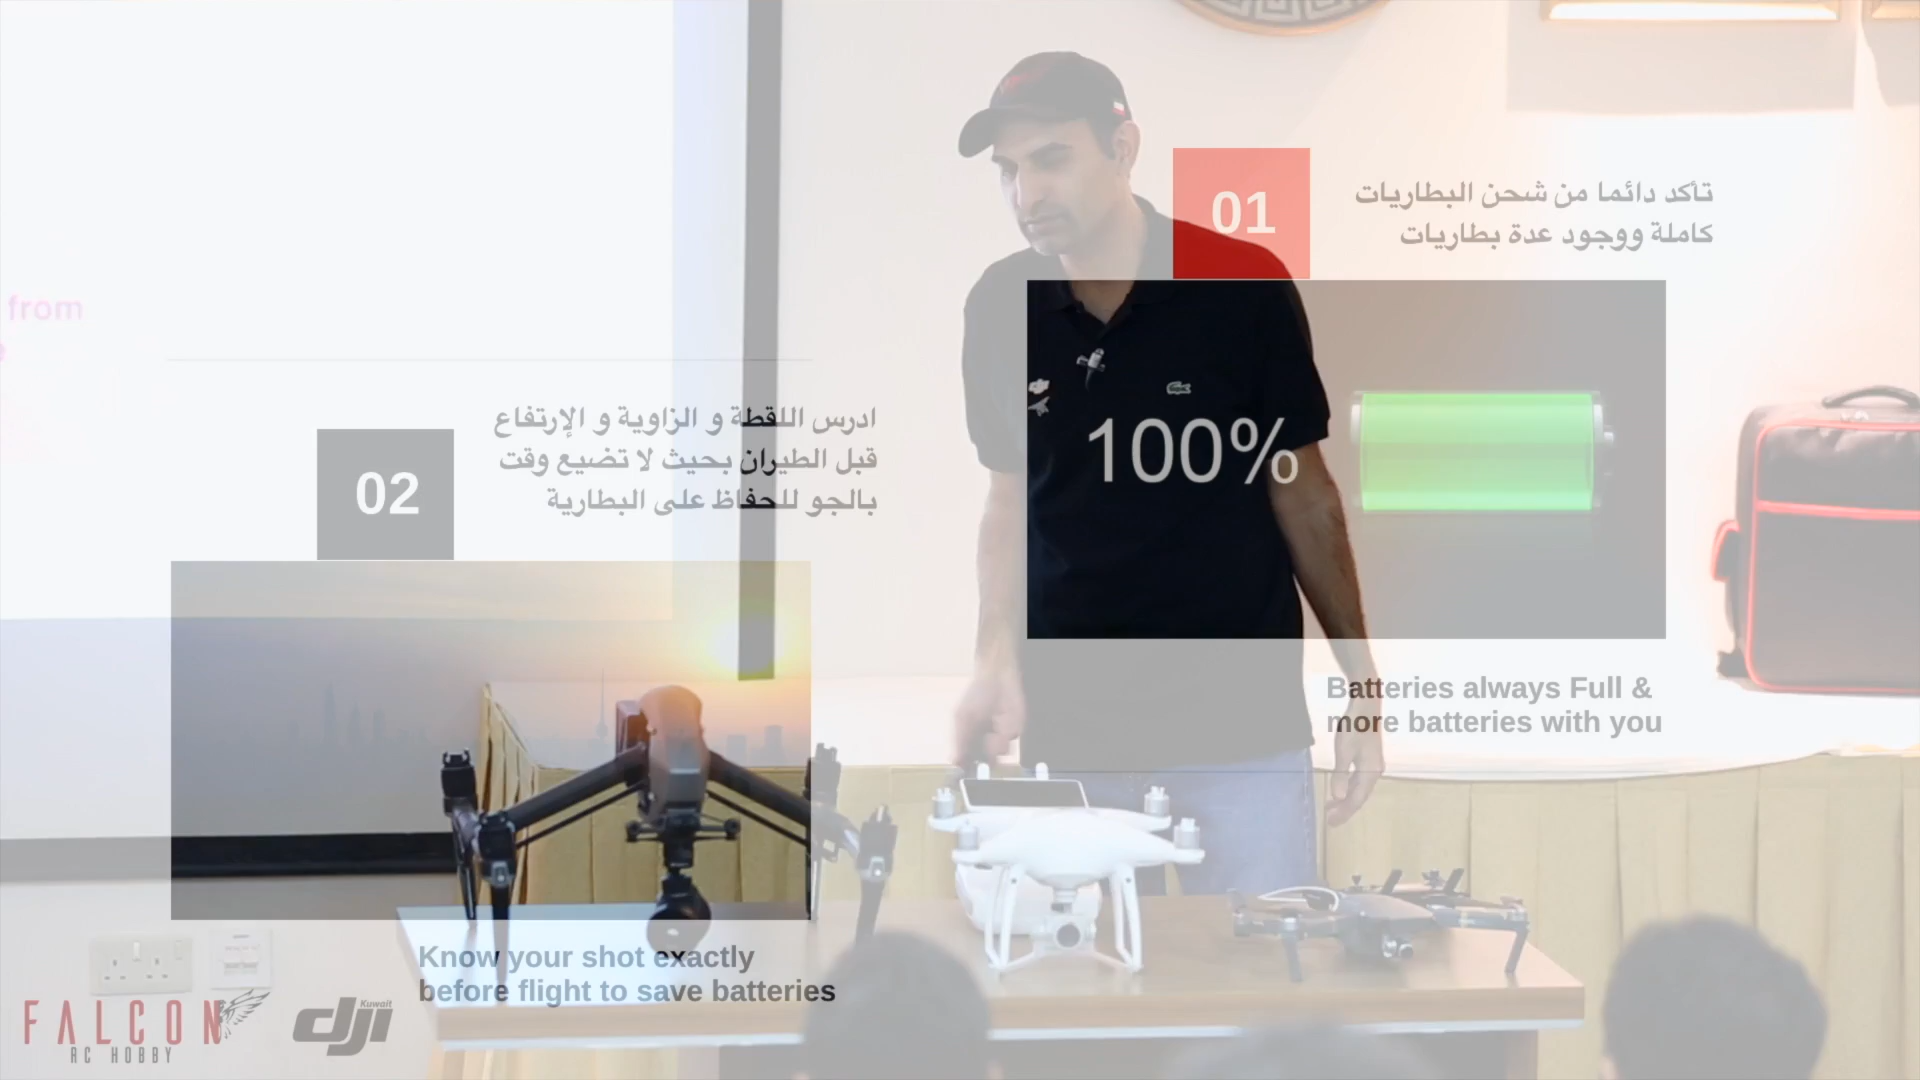 from
01
تأكد دائما من شحن البطاريات
كاملة ووجود عدة بطاريات
100%
Batteries always Full &
more batteries with you
02
ادرس اللقطة و الزاوية و الإرتفاع
قبل الطيران بحيث لا تضيع وقت
بالجو للحفاظ على البطارية
Know your shot exactly
before flight to save batteries
FALCON
RC HOBBY
dji
Kuwait